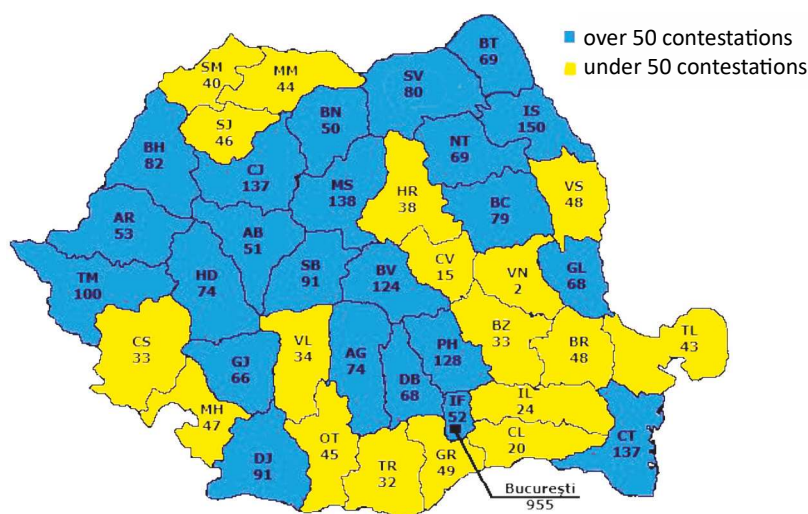 over 50 contestations
under 50 contestations
BT
69
SM
40
MM
44
SV
80
BN
50
IS
150
SJ
46
NT
69
BH
82
CJ
137
MS
138
HR
38
BC
79
VS
48
AR
53
AB
51
CV
15
VN
2
GL
68
TM
100
HD
74
SB
91
BV
124
CS
33
VL
34
AG
74
PH
128
BZ
33
BR
48
TL
43
GJ
66
DB
68
IF
52
IL
24
MH
47
OT
45
CL
20
CT
137
DJ
91
TR
32
GR
49
București
955